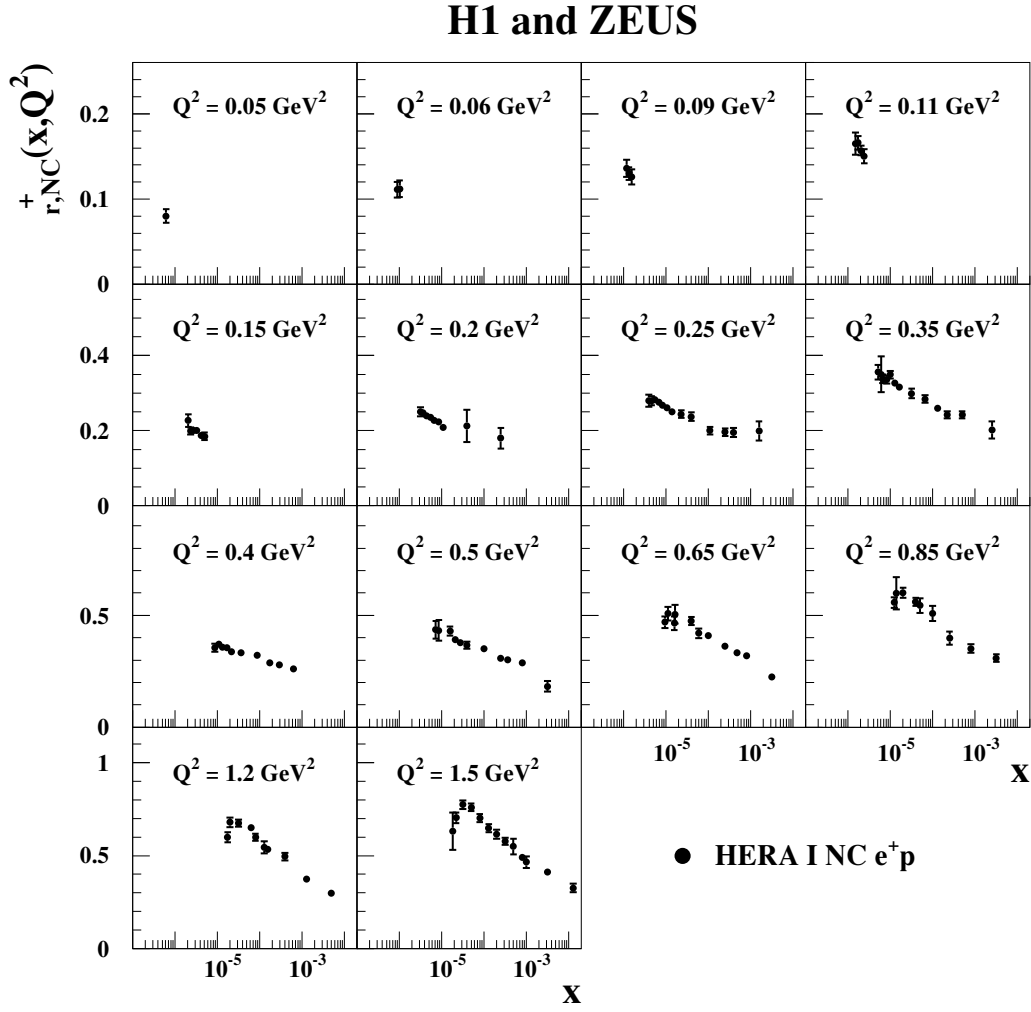 H1 and ZEUS
+
r,NC(x,Q²)
Q² = 0.05 GeV²
Q² = 0.06 GeV²
Q² = 0.09 GeV²
Q² = 0.11 GeV²
0.2
0.1
0
Q² = 0.15 GeV²
Q² = 0.2 GeV²
Q² = 0.25 GeV²
Q² = 0.35 GeV²
0.4
0.2
0
Q² = 0.4 GeV²
Q² = 0.5 GeV²
Q² = 0.65 GeV²
Q² = 0.85 GeV²
0.5
0
10⁻⁵ 10⁻³ 10⁻⁵ 10⁻³
x
Q² = 1.2 GeV²
Q² = 1.5 GeV²
1
0.5
0
HERA I NC e⁺p
10⁻⁵ 10⁻³ 10⁻⁵ 10⁻³
x